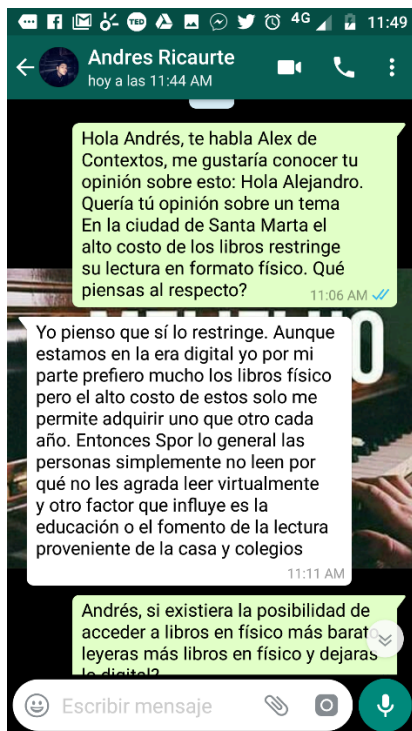 TED
4G
11:49
Andres Ricaurte
hoy a las 11:44 AM
Hola Andrés, te habla Alex de
Contextos, me gustaría conocer tu
opinión sobre esto: Hola Alejandro.
Quería tú opinión sobre un tema
En la ciudad de Santa Marta el
alto costo de los libros restringe
su lectura en formato físico. Qué
piensas al respecto?
11:06 AM
Yo pienso que sí lo restringe. Aunque
estamos en la era digital yo por mi
parte prefiero mucho los libros físico
pero el alto costo de estos solo me
permite adquirir uno que otro cada
año. Entonces Spor lo general las
personas simplemente no leen por
qué no les agrada leer virtualmente
y otro factor que influye es la
educación o el fomento de la lectura
proveniente de la casa y colegios
11:11 AM
Andrés, si existiera la posibilidad de
acceder a libros en físico más barato
leyeras más libros en físico y dejaras
lo digital?
Escribir mensaje